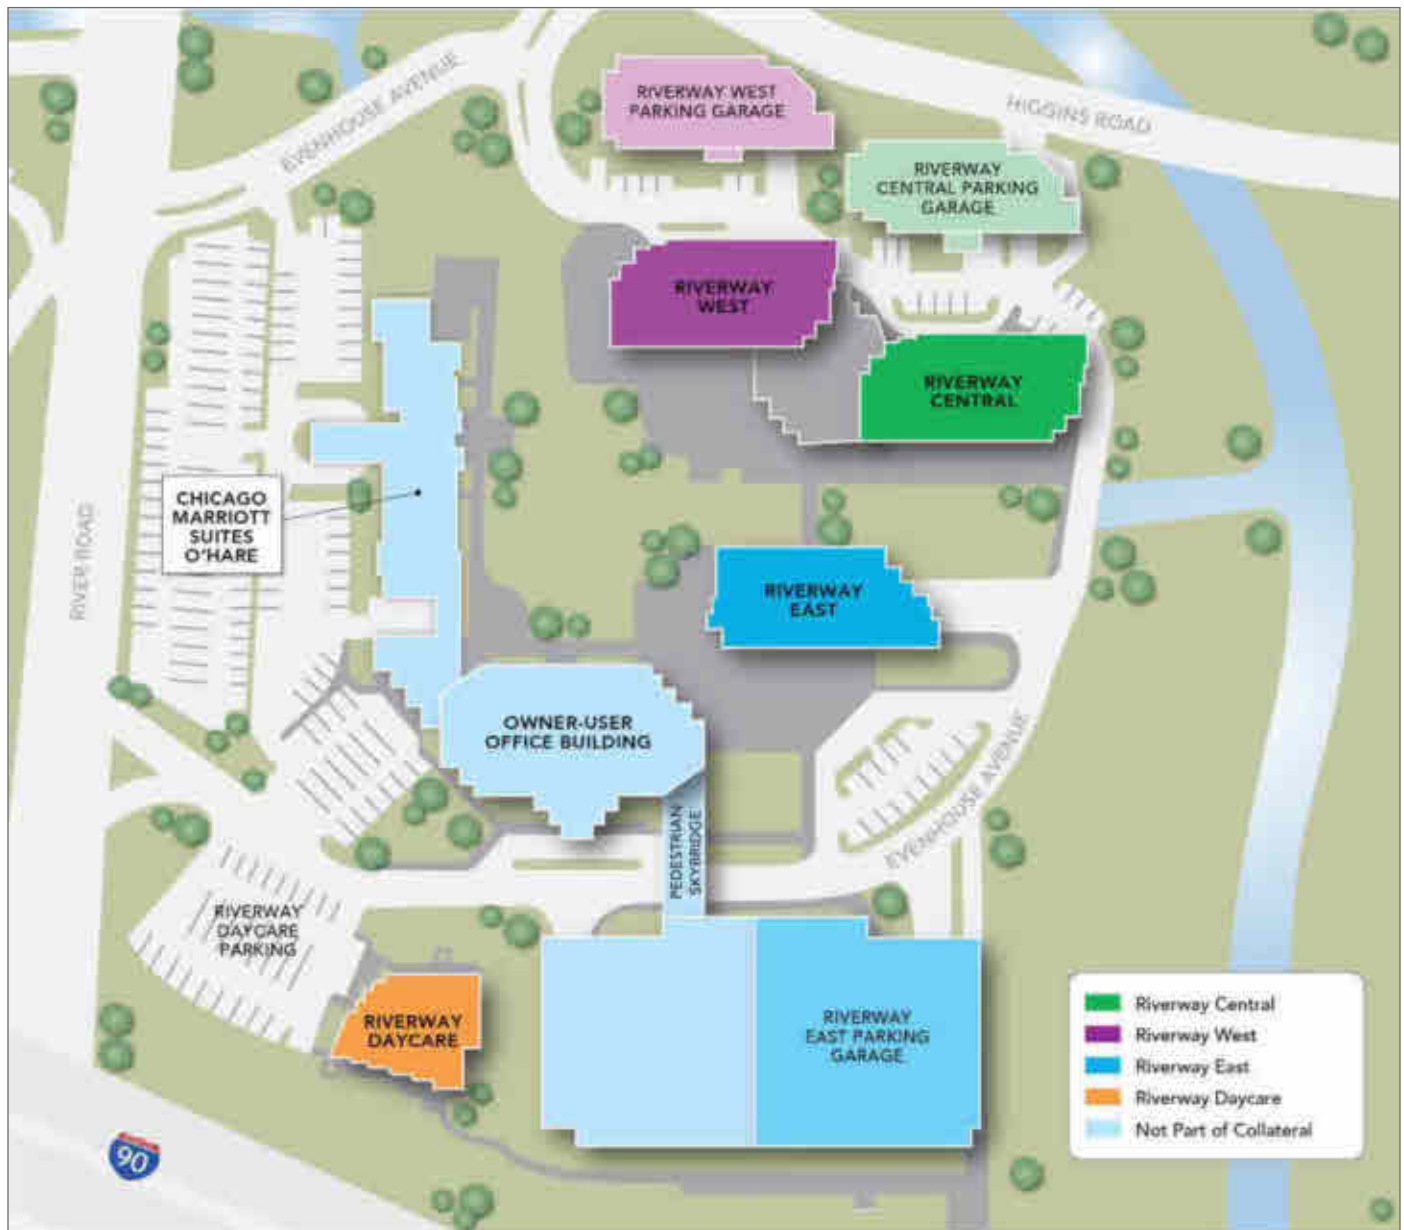 RIVERWAY WEST
PARKING GARAGE
HIGGINS ROAD
EVENHOUSE AVENUE
RIVERWAY
CENTRAL PARKING
GARAGE
RIVERWAY
WEST
RIVERWAY
CENTRAL
CHICAGO
MARRIOTT
SUITES
O'HARE
RIVER ROAD
RIVERWAY
EAST
OWNER-USER
OFFICE BUILDING
EVENHOUSE AVENUE
PEDESTRIAN
SKYBRIDGE
RIVERWAY
DAYCARE
PARKING
RIVERWAY
DAYCARE
RIVERWAY
EAST PARKING
GARAGE
Riverway Central
Riverway West
Riverway East
Riverway Daycare
Not Part of Collateral
90